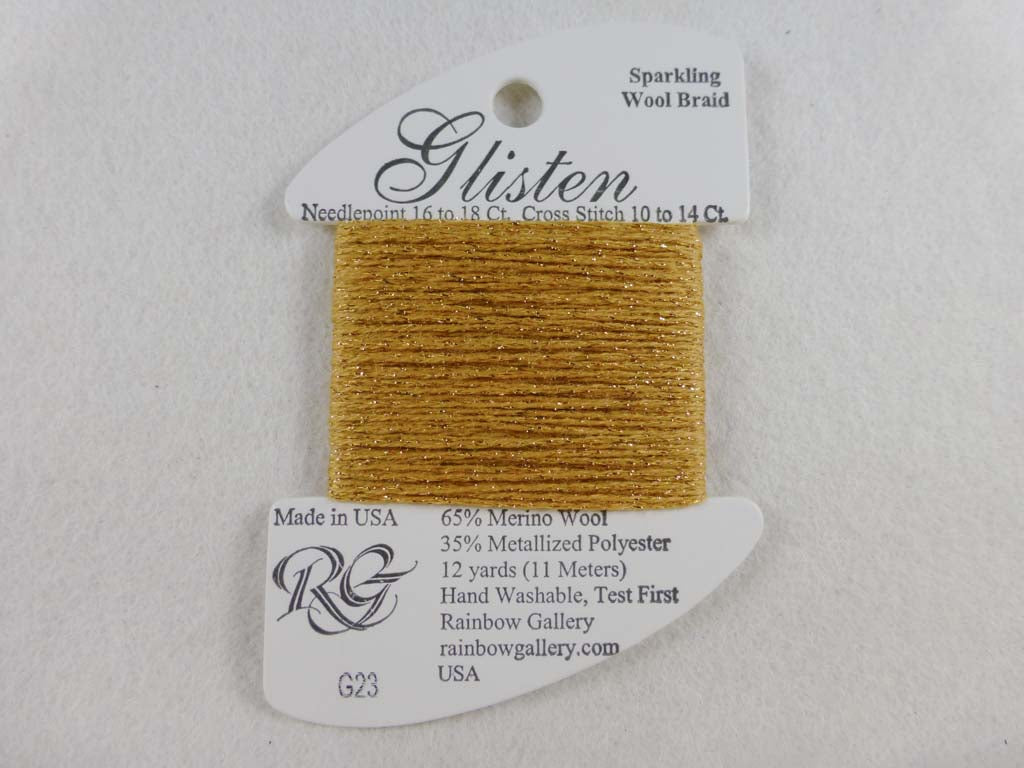 Sparkling
Wool Braid
Glisten
Needlepoint 16 to 18 Ct. Cross Stitch 10 to 14 Ct.
Made in USA
RG
G23
65% Merino Wool
35% Metallized Polyester
12 yards (11 Meters)
Hand Washable, Test First
Rainbow Gallery
rainbowgallery.com
USA